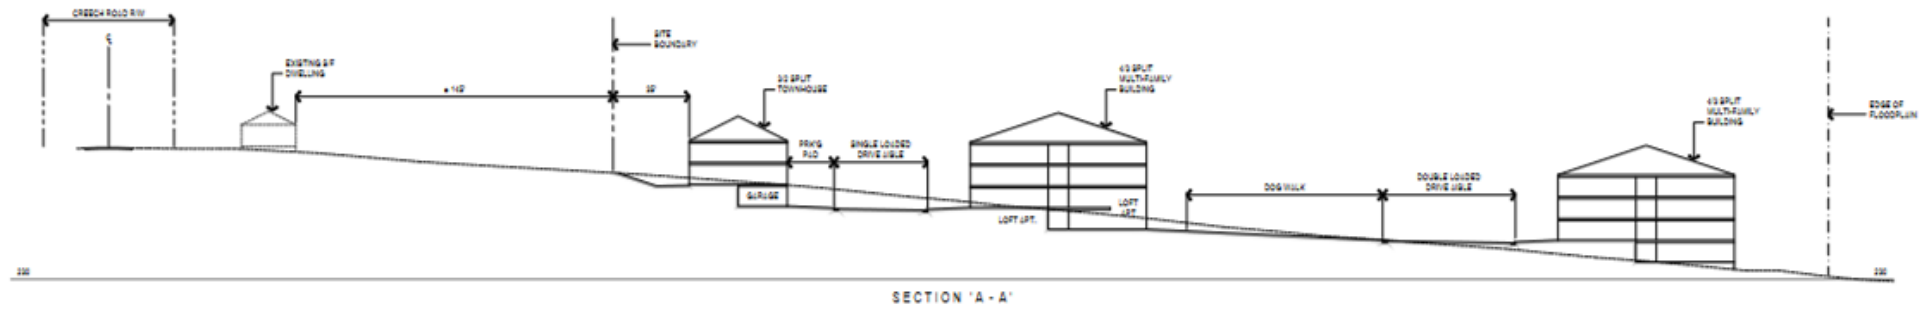 CREECH ROAD R/W
EXISTING S/F
DWELLING
SITE
BOUNDARY
± 145'
35'
3/2 SPLIT
TOWNHOUSE
PRK'G
PAD
SINGLE LOADED
DRIVE AISLE
GARAGE
4/3 SPLIT
MULTI-FAMILY
BUILDING
LOFT APT.
LOFT
APT.
DOG WALK
DOUBLE LOADED
DRIVE AISLE
4/3 SPLIT
MULTI-FAMILY
BUILDING
EDGE OF
FLOODPLAIN
SECTION 'A - A'